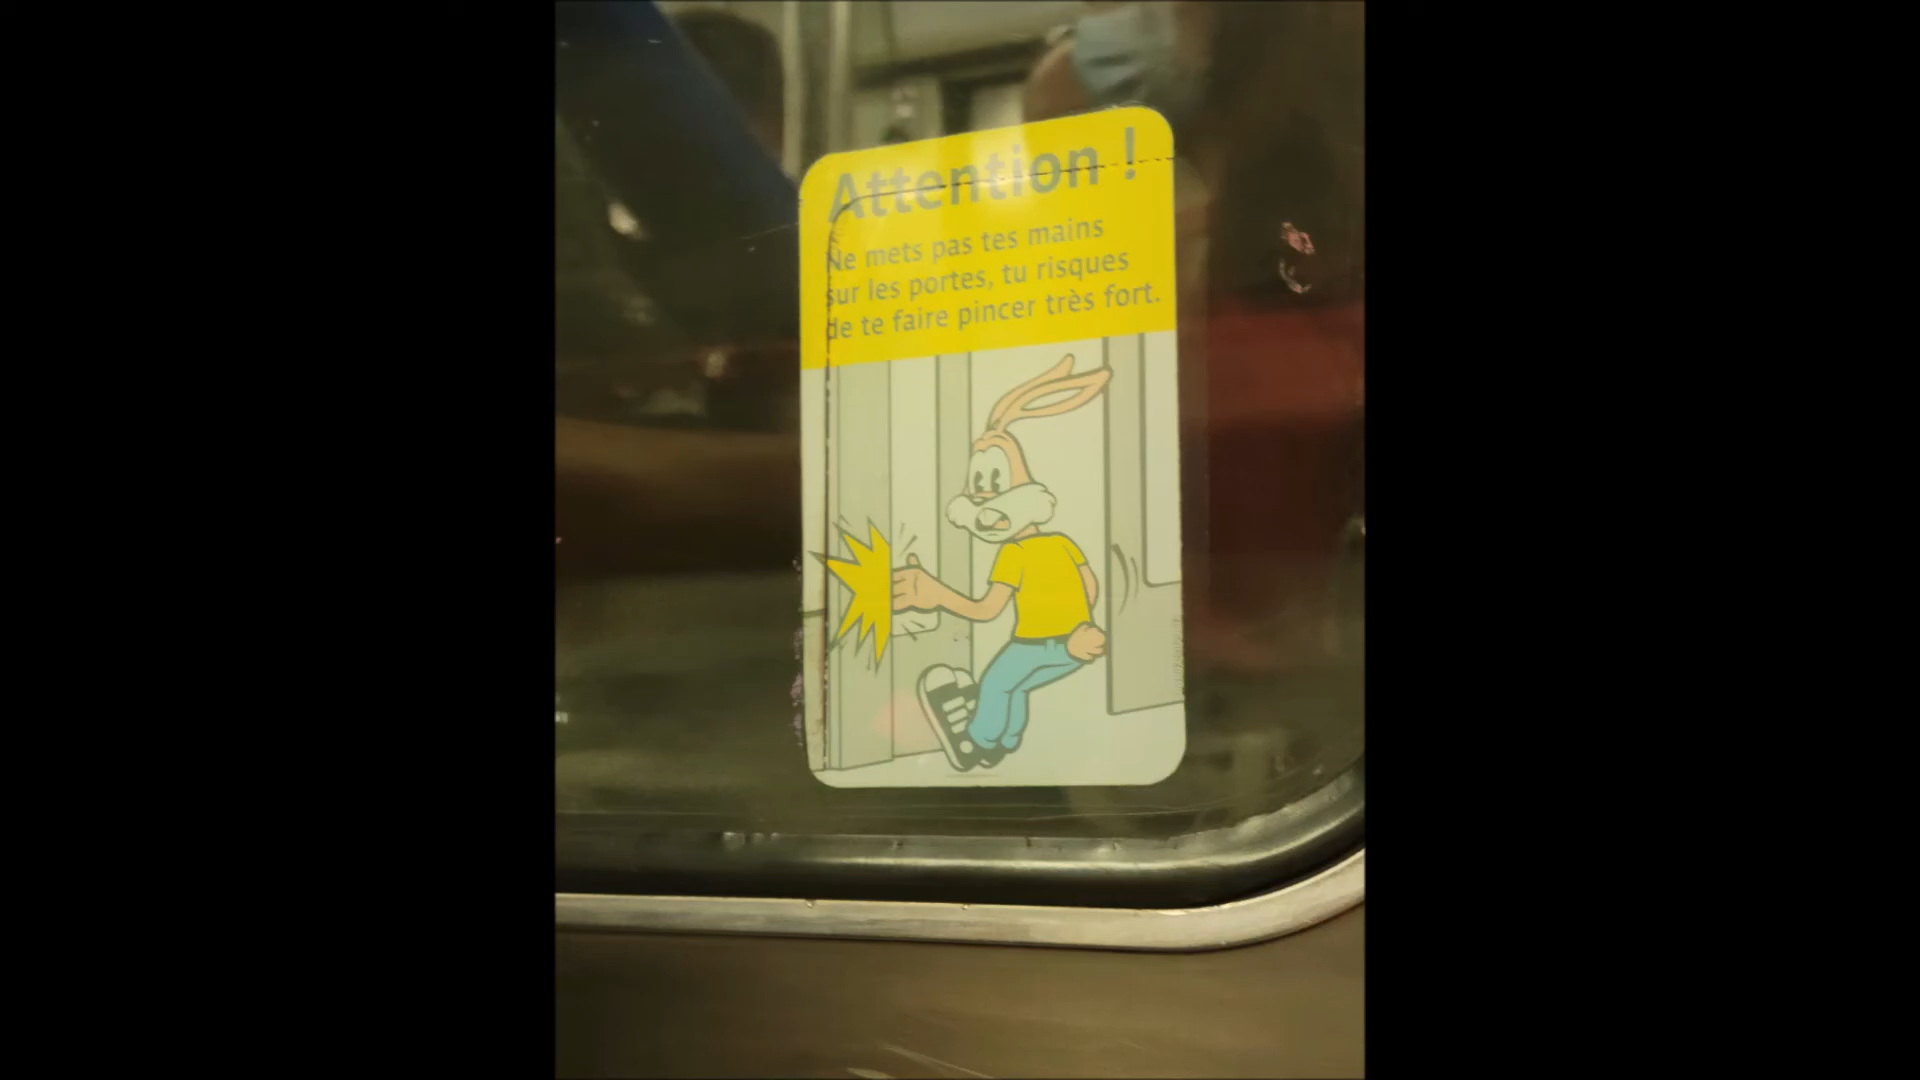 Attention !
Ne mets pas tes mains
sur les portes, tu risques
de te faire pincer très fort.